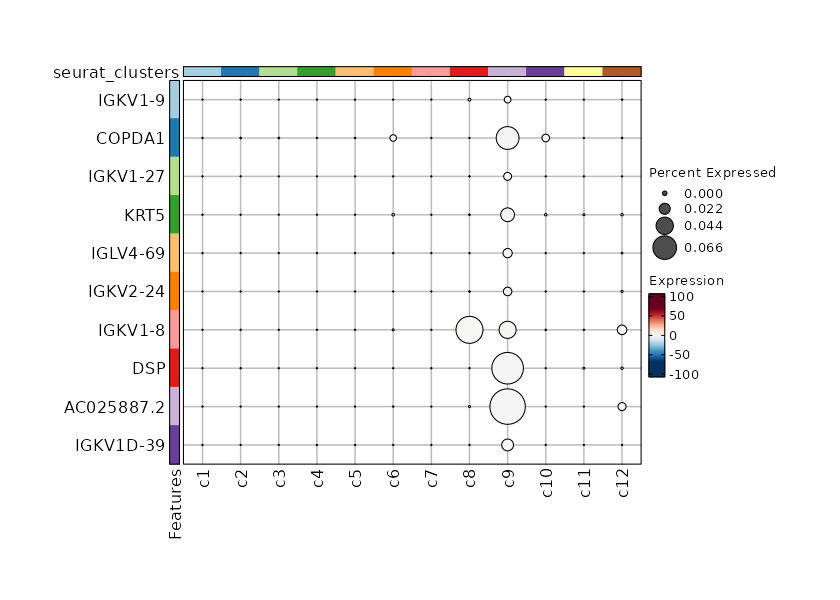 seurat_clusters
IGKV1-9
COPDA1
IGKV1-27
KRT5
IGLV4-69
IGKV2-24
IGKV1-8
DSP
AC025887.2
IGKV1D-39
Features
c1
c2
c3
c4
c5
c6
c7
c8
c9
c10
c11
c12
Percent Expressed
0.000
0.022
0.044
0.066
Expression
100
50
0
-50
-100